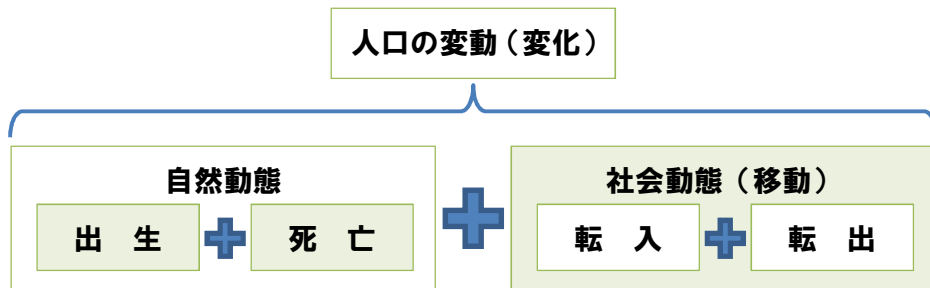 人口の変動（変化）
自然動態
出 生
死 亡
社会動態（移動）
転 入
転 出